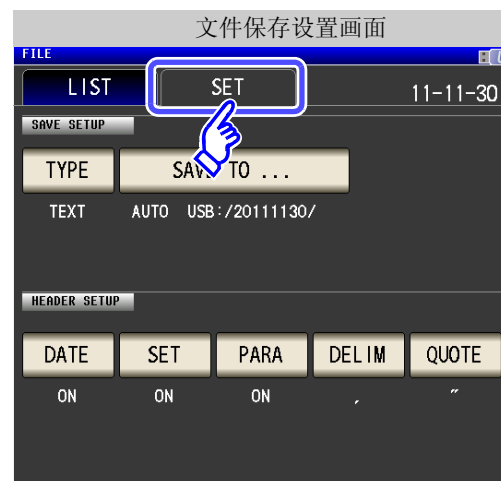 文件保存设置画面
FILE
LIST SET 11-11-30
SAVE SETUP
TYPE SAVE TO ...
TEXT AUTO USB:/20111130/
HEADER SETUP
DATE SET PARA DELIM QUOTE
ON ON ON , ″